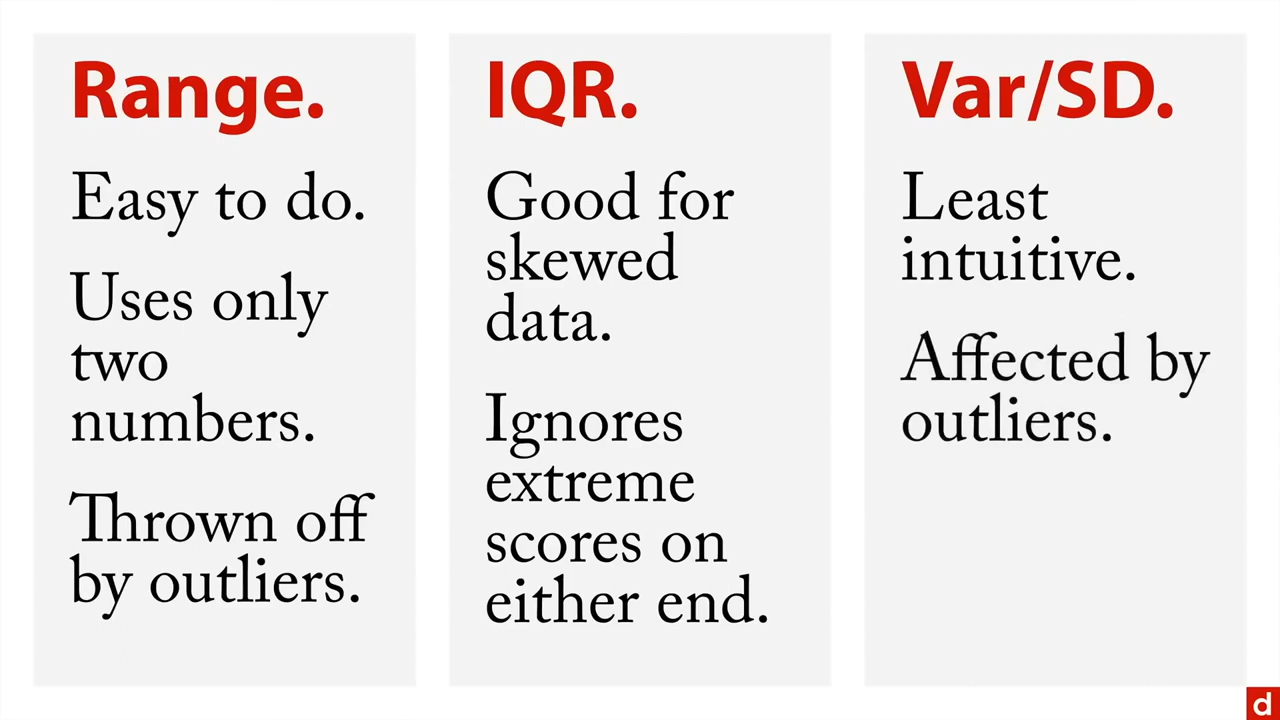 Range.
Easy to do.
Uses only
two
numbers.
Thrown off
by outliers.
IQR.
Good for
skewed
data.
Ignores
extreme
scores on
either end.
Var/SD.
Least
intuitive.
Affected by
outliers.
d